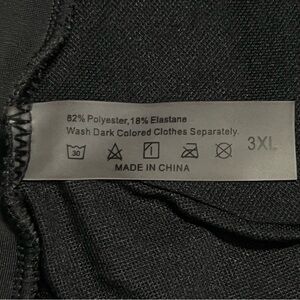 82% Polyester,18% Elastane
Wash Dark Colored Clothes Separately.
30
3XL
MADE IN CHINA